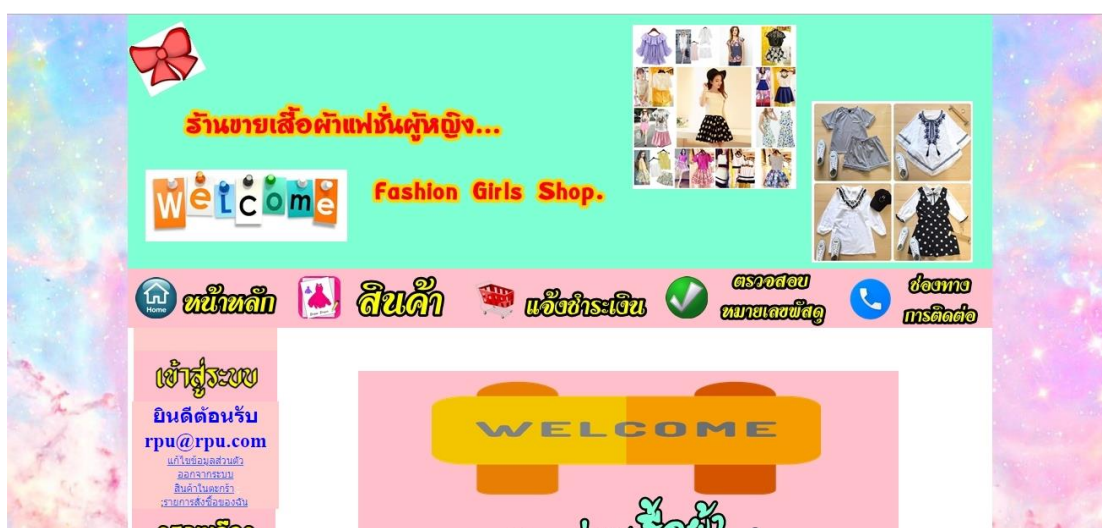 ร้านขายเสื้อผ้าแฟชั่นผู้หญิง...
Welcome
Fashion Girls Shop.
Home
หน้าหลัก
สินค้า
แจ้งชำระเงิน
ตรวจสอบ
หมายเลขพัสดุ
ช่องทาง
การติดต่อ
เข้าสู่ระบบ
ยินดีต้อนรับ
rpu@rpu.com
แก้ไขข้อมูลส่วนตัว
ออกจากระบบ
สินค้าในตะกร้า
:รายการสั่งซื้อของฉัน
WELCOME